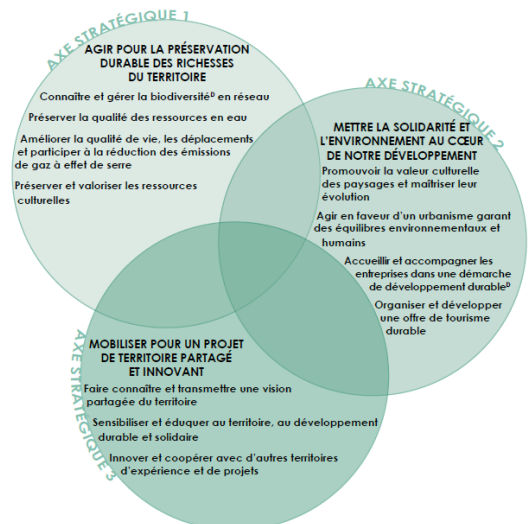 AXE STRATÉGIQUE 1
AGIR POUR LA PRÉSERVATION
DURABLE DES RICHESSES
DU TERRITOIRE
Connaître et gérer la biodiversitéᴰ en réseau
Préserver la qualité des ressources en eau
Améliorer la qualité de vie, les déplacements
et participer à la réduction des émissions
de gaz à effet de serre
Préserver et valoriser les ressources
culturelles
AXE STRATÉGIQUE 2
METTRE LA SOLIDARITÉ ET
L'ENVIRONNEMENT AU CŒUR
DE NOTRE DÉVELOPPEMENT
Promouvoir la valeur culturelle
des paysages et maîtriser leur
évolution
Agir en faveur d'un urbanisme garant
des équilibres environnementaux et
humains
Accueillir et accompagner les
entreprises dans une démarche
de développement durableᴰ
Organiser et développer
une offre de tourisme
durable
AXE STRATÉGIQUE 3
MOBILISER POUR UN PROJET
DE TERRITOIRE PARTAGÉ
ET INNOVANT
Faire connaître et transmettre une vision
partagée du territoire
Sensibiliser et éduquer au territoire, au développement
durable et solidaire
Innover et coopérer avec d'autres territoires
d'expérience et de projets